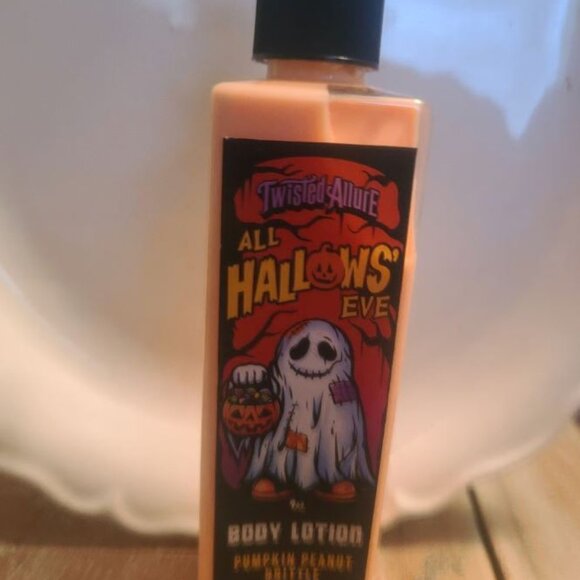 Twisted Allure
ALL
HALLOWS'
EVE
9oz.
BODY LOTION
PUMPKIN PEANUT
BRITTLE